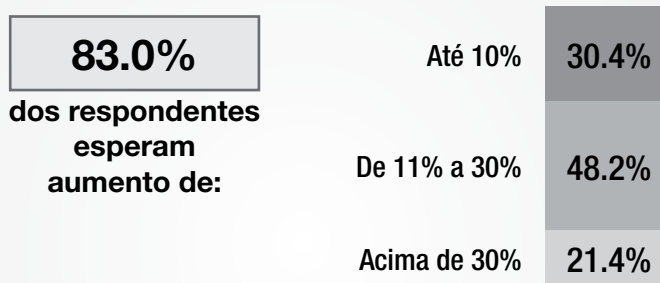 83.0%
dos respondentes
esperam
aumento de:
Até 10% 30.4%
De 11% a 30% 48.2%
Acima de 30% 21.4%